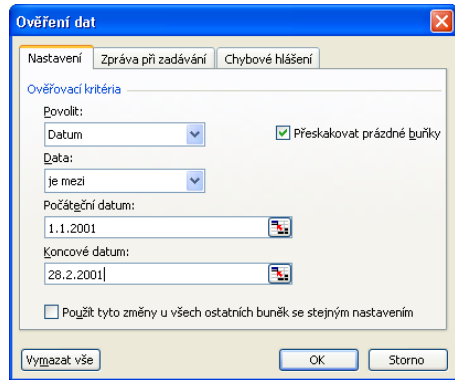 Ověření dat
Nastavení Zpráva při zadávání Chybové hlášení
Ověřovací kritéria
Povolit:
Datum Přeskakovat prázdné buňky
Data:
je mezi
Počáteční datum:
1.1.2001
Koncové datum:
28.2.2001
Použít tyto změny u všech ostatních buněk se stejným nastavením
Vymazat vše OK Storno